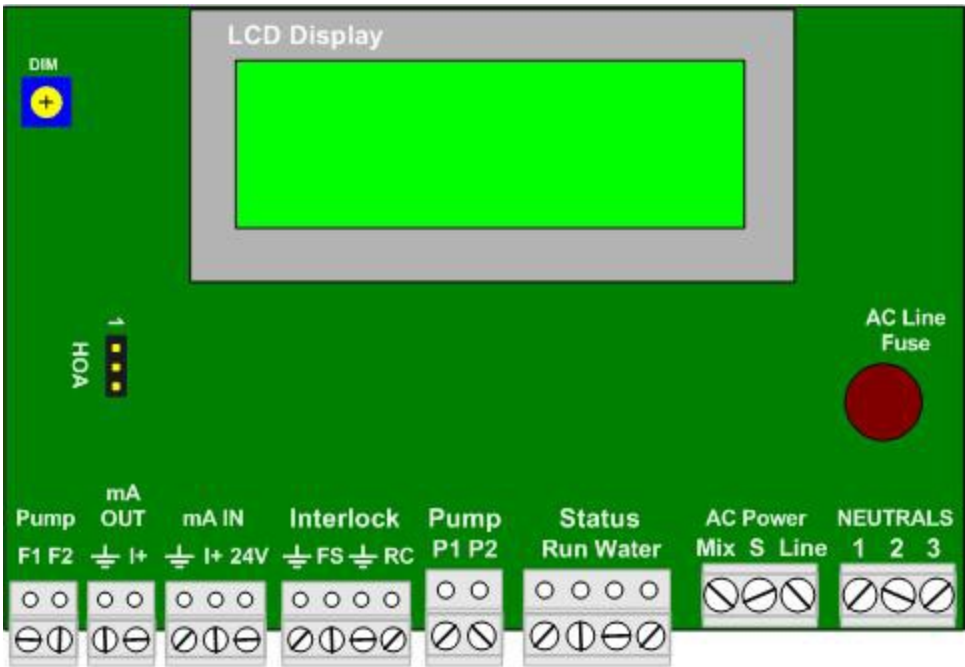 LCD Display
DIM
1
HOA
AC Line
Fuse
mA
Pump OUT mA IN Interlock Pump Status AC Power NEUTRALS
F1 F2 I+ I+ 24V FS RC P1 P2 Run Water Mix S Line 1 2 3